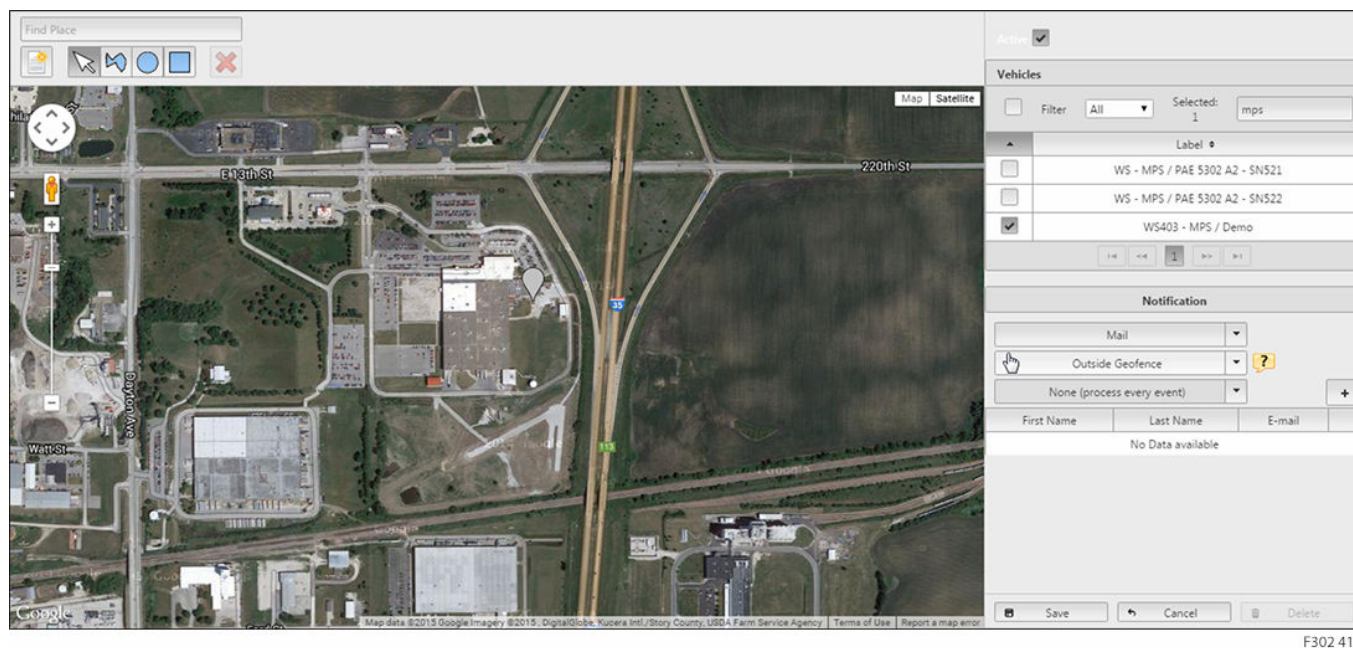 Find Place
Active
Vehicles
Filter
All
Selected:
1
mps
Label
WS - MPS / PAE 5302 A2 - SN521
WS - MPS / PAE 5302 A2 - SN522
WS403 - MPS / Demo
1
Notification
Mail
Outside Geofence
?
None (process every event)
+
First Name Last Name E-mail
No Data available
Save Cancel Delete
Map Satellite
E 13th St
220th St
35
Dayton Ave
Watt St
113
Google
Map data ©2015 Google Imagery ©2015, DigitalGlobe, Kucera Intl./Story County, USDA Farm Service Agency Terms of Use Report a map error
F302 41